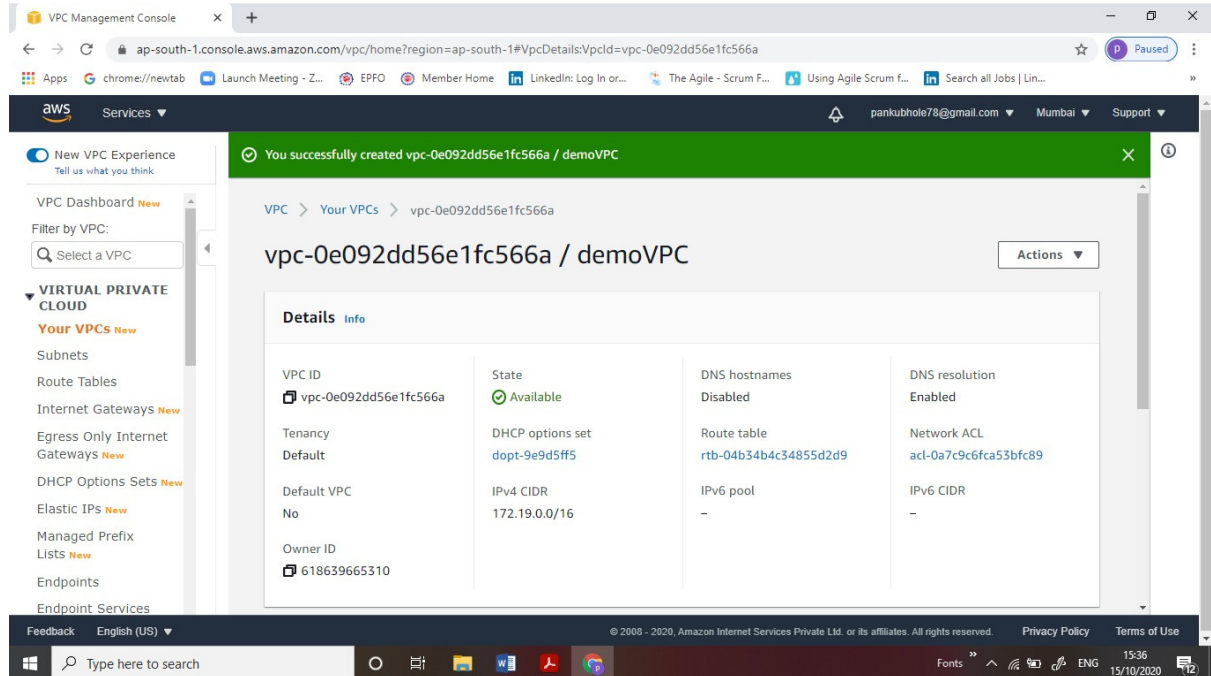 VPC Management Console
ap-south-1.console.aws.amazon.com/vpc/home?region=ap-south-1#VpcDetails:VpcId=vpc-0e092dd56e1fc566a
P Paused
Apps chrome://newtab Launch Meeting - Z... EPFO Member Home LinkedIn: Log In or... The Agile - Scrum F... Using Agile Scrum f... Search all Jobs | Lin... »
aws Services pankubhole78@gmail.com Mumbai Support
New VPC Experience
Tell us what you think
You successfully created vpc-0e092dd56e1fc566a / demoVPC
VPC Dashboard New
Filter by VPC:
Select a VPC
VIRTUAL PRIVATE
CLOUD
Your VPCs New
Subnets
Route Tables
Internet Gateways New
Egress Only Internet
Gateways New
DHCP Options Sets New
Elastic IPs New
Managed Prefix
Lists New
Endpoints
Endpoint Services
VPC > Your VPCs > vpc-0e092dd56e1fc566a
vpc-0e092dd56e1fc566a / demoVPC
Actions
Details Info
VPC ID
vpc-0e092dd56e1fc566a
State
Available
DNS hostnames
Disabled
DNS resolution
Enabled
Tenancy
Default
DHCP options set
dopt-9e9d5ff5
Route table
rtb-04b34b4c34855d2d9
Network ACL
acl-0a7c9c6fca53bfc89
Default VPC
No
IPv4 CIDR
172.19.0.0/16
IPv6 pool
–
IPv6 CIDR
–
Owner ID
618639665310
Feedback English (US) © 2008 - 2020, Amazon Internet Services Private Ltd. or its affiliates. All rights reserved. Privacy Policy Terms of Use
Type here to search
Fonts » ENG
15:36
15/10/2020
12